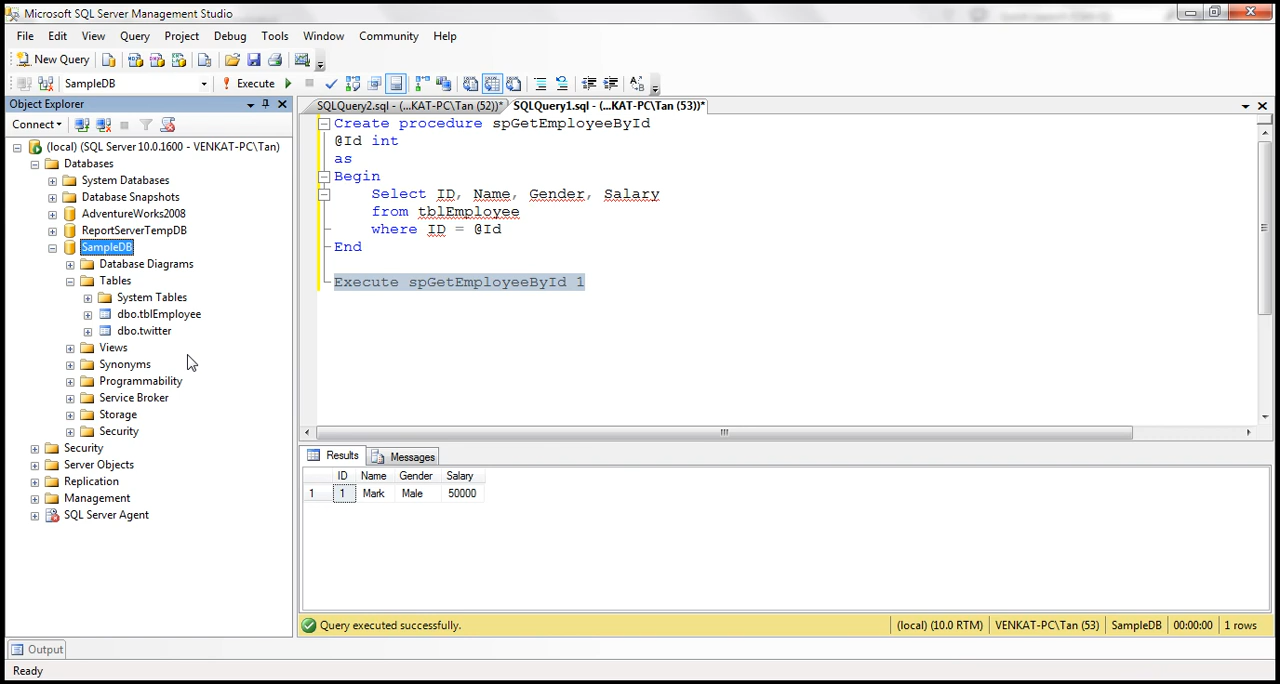 Microsoft SQL Server Management Studio
File Edit View Query Project Debug Tools Window Community Help
New Query
SampleDB Execute
Object Explorer
SQLQuery2.sql - (...KAT-PC\Tan (52))* SQLQuery1.sql - (...KAT-PC\Tan (53))*
Connect
(local) (SQL Server 10.0.1600 - VENKAT-PC\Tan)
Databases
System Databases
Database Snapshots
AdventureWorks2008
ReportServerTempDB
SampleDB
Database Diagrams
Tables
System Tables
dbo.tblEmployee
dbo.twitter
Views
Synonyms
Programmability
Service Broker
Storage
Security
Security
Server Objects
Replication
Management
SQL Server Agent
Create procedure spGetEmployeeById
@Id int
as
Begin
Select ID, Name, Gender, Salary
from tblEmployee
where ID = @Id
End
Execute spGetEmployeeById 1
Results Messages
ID Name Gender Salary
1 1 Mark Male 50000
Query executed successfully. (local) (10.0 RTM) VENKAT-PC\Tan (53) SampleDB 00:00:00 1 rows
Output
Ready